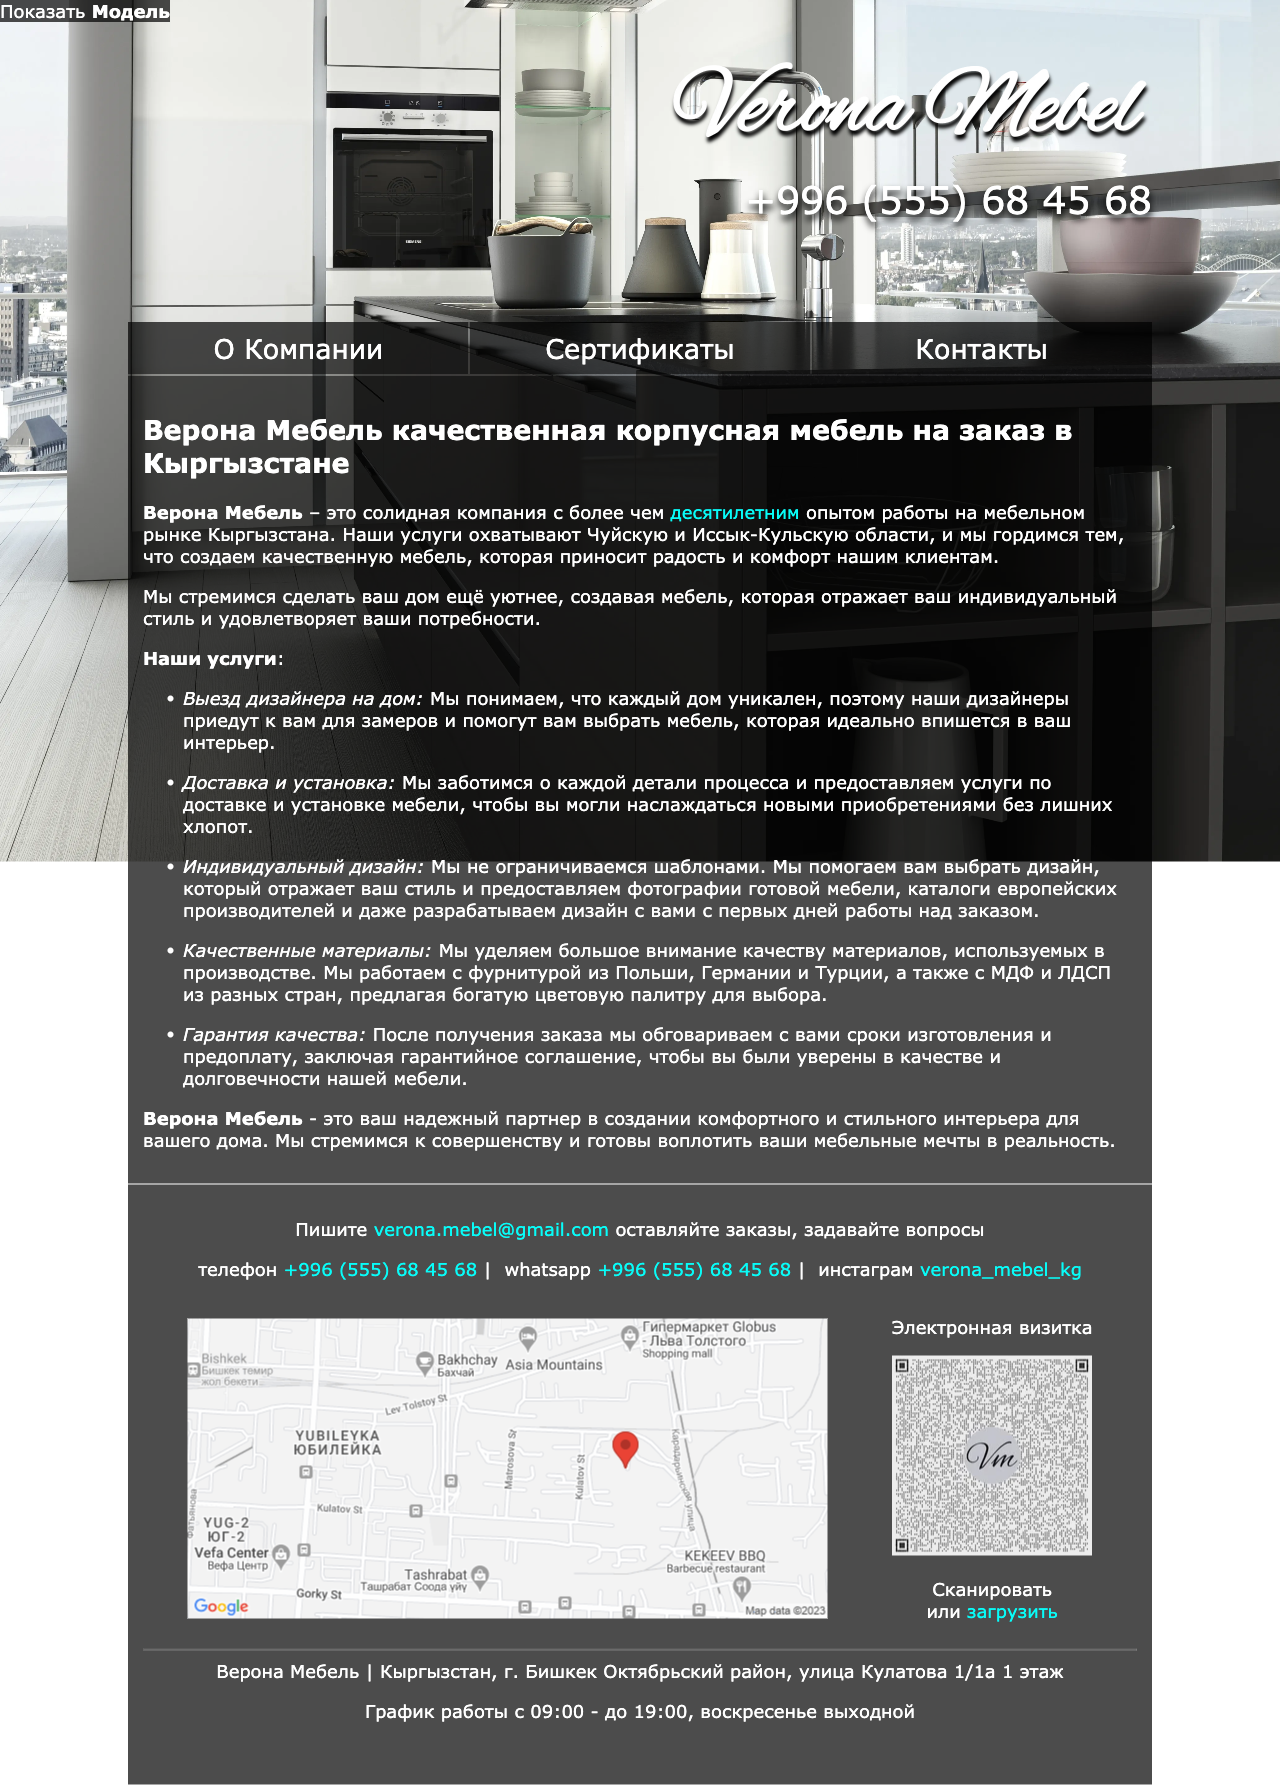 Показать Модель
Verona Mebel
+996 (555) 68 45 68
SIEMENS
О Компании
Сертификаты
Контакты
Верона Мебель качественная корпусная мебель на заказ в
Кыргызстане
Верона Мебель – это солидная компания с более чем десятилетним опытом работы на мебельном
рынке Кыргызстана. Наши услуги охватывают Чуйскую и Иссык-Кульскую области, и мы гордимся тем,
что создаем качественную мебель, которая приносит радость и комфорт нашим клиентам.
Мы стремимся сделать ваш дом ещё уютнее, создавая мебель, которая отражает ваш индивидуальный
стиль и удовлетворяет ваши потребности.
Наши услуги:
• Выезд дизайнера на дом: Мы понимаем, что каждый дом уникален, поэтому наши дизайнеры
приедут к вам для замеров и помогут вам выбрать мебель, которая идеально впишется в ваш
интерьер.
• Доставка и установка: Мы заботимся о каждой детали процесса и предоставляем услуги по
доставке и установке мебели, чтобы вы могли наслаждаться новыми приобретениями без лишних
хлопот.
• Индивидуальный дизайн: Мы не ограничиваемся шаблонами. Мы помогаем вам выбрать дизайн,
который отражает ваш стиль и предоставляем фотографии готовой мебели, каталоги европейских
производителей и даже разрабатываем дизайн с вами с первых дней работы над заказом.
• Качественные материалы: Мы уделяем большое внимание качеству материалов, используемых в
производстве. Мы работаем с фурнитурой из Польши, Германии и Турции, а также с МДФ и ЛДСП
из разных стран, предлагая богатую цветовую палитру для выбора.
• Гарантия качества: После получения заказа мы обговариваем с вами сроки изготовления и
предоплату, заключая гарантийное соглашение, чтобы вы были уверены в качестве и
долговечности нашей мебели.
Верона Мебель - это ваш надежный партнер в создании комфортного и стильного интерьера для
вашего дома. Мы стремимся к совершенству и готовы воплотить ваши мебельные мечты в реальность.
Пишите verona.mebel@gmail.com оставляйте заказы, задавайте вопросы
телефон +996 (555) 68 45 68 | whatsapp +996 (555) 68 45 68 | инстаграм verona_mebel_kg
Гипермаркет Globus
- Льва Толстого
Shopping mall
Bishkek
Бишкек темир
жол бекети
Bakhchay
Бахчай
Asia Mountains
Lev Tolstoy St
YUBILEYKA
ЮБИЛЕЙКА
Matrosova St
Kulatov St
Карадарьинская улица
Фатьянова
Kulatov St
YUG-2
ЮГ-2
Vefa Center
Вефа Центр
Tashrabat
Ташрабат Соода үйү
KEKEEV BBQ
Barbecue restaurant
Gorky St
Google
Map data ©2023
Электронная визитка
Vm
Сканировать
или загрузить
Верона Мебель | Кыргызстан, г. Бишкек Октябрьский район, улица Кулатова 1/1а 1 этаж
График работы с 09:00 - до 19:00, воскресенье выходной